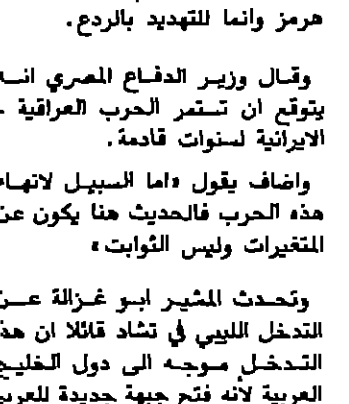 هرمز وانما للتهديد بالردع.
وقال وزير الدفاع المصري انه
يتوقع ان تستمر الحرب العراقية ـ
الايرانية لسنوات قادمة.
واضاف يقول «اما السبيل لانهاء
هذه الحرب فالحديث هنا يكون عن
المتغيرات وليس الثوابت»
وتحدث المشير ابو غزالة عن
التدخل الليبي في تشاد قائلا ان هذا
التدخل موجه الى دول الخليج
العربية لأنه فتح جبهة جديدة للعرب